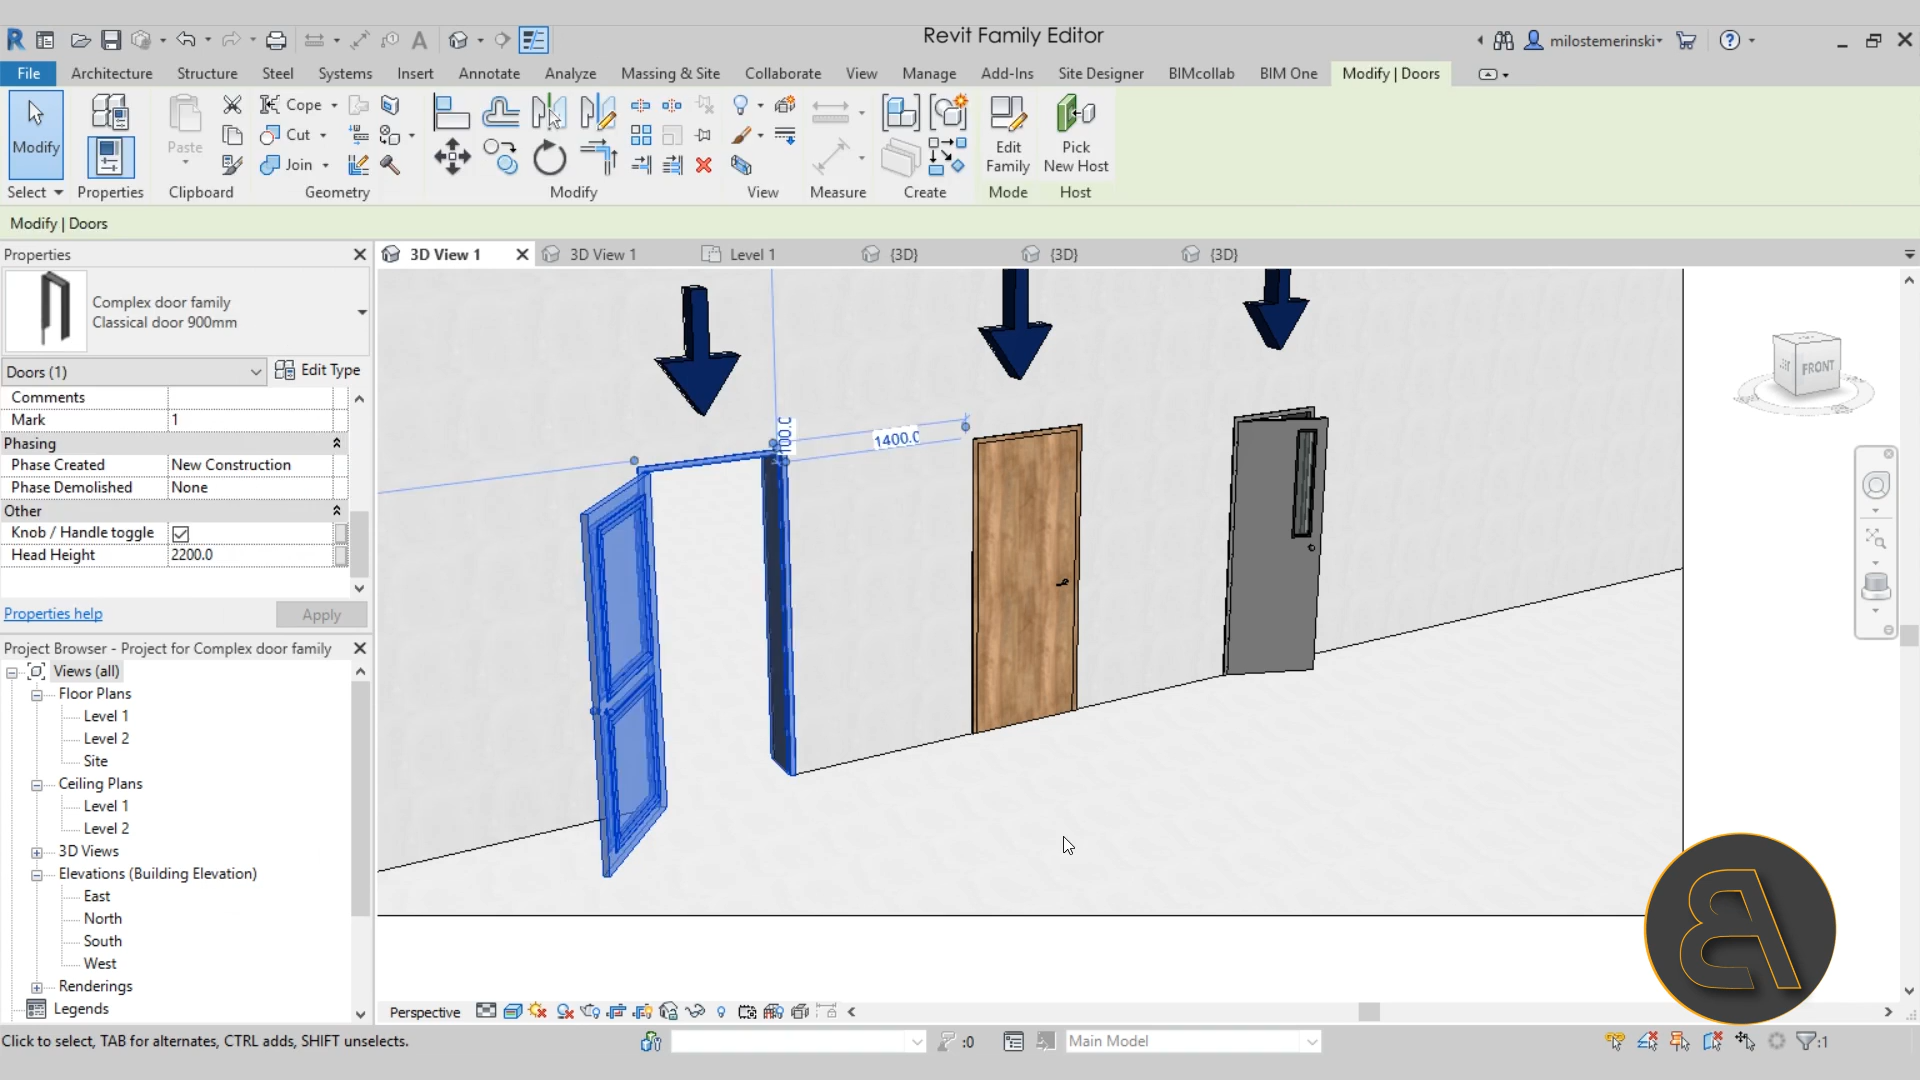 Revit Family Editor
milostemerinski
File Architecture Structure Steel Systems Insert Annotate Analyze Massing & Site Collaborate View Manage Add-Ins Site Designer BIMcollab BIM One Modify | Doors
Modify
Paste
Cope
Cut
Join
Edit Family
Pick New Host
Select Properties Clipboard Geometry Modify View Measure Create Mode Host
Modify | Doors
Properties
3D View 1
3D View 1
Level 1
{3D}
{3D}
{3D}
Complex door family
Classical door 900mm
Doors (1)
Edit Type
Comments
Mark 1
Phasing
Phase Created New Construction
Phase Demolished None
Other
Knob / Handle toggle
Head Height 2200.0
Properties help
Apply
1400.0
FRONT
Project Browser - Project for Complex door family
Views (all)
Floor Plans
Level 1
Level 2
Site
Ceiling Plans
Level 1
Level 2
3D Views
Elevations (Building Elevation)
East
North
South
West
Renderings
Legends
Perspective
Click to select, TAB for alternates, CTRL adds, SHIFT unselects.
:0
Main Model
:1